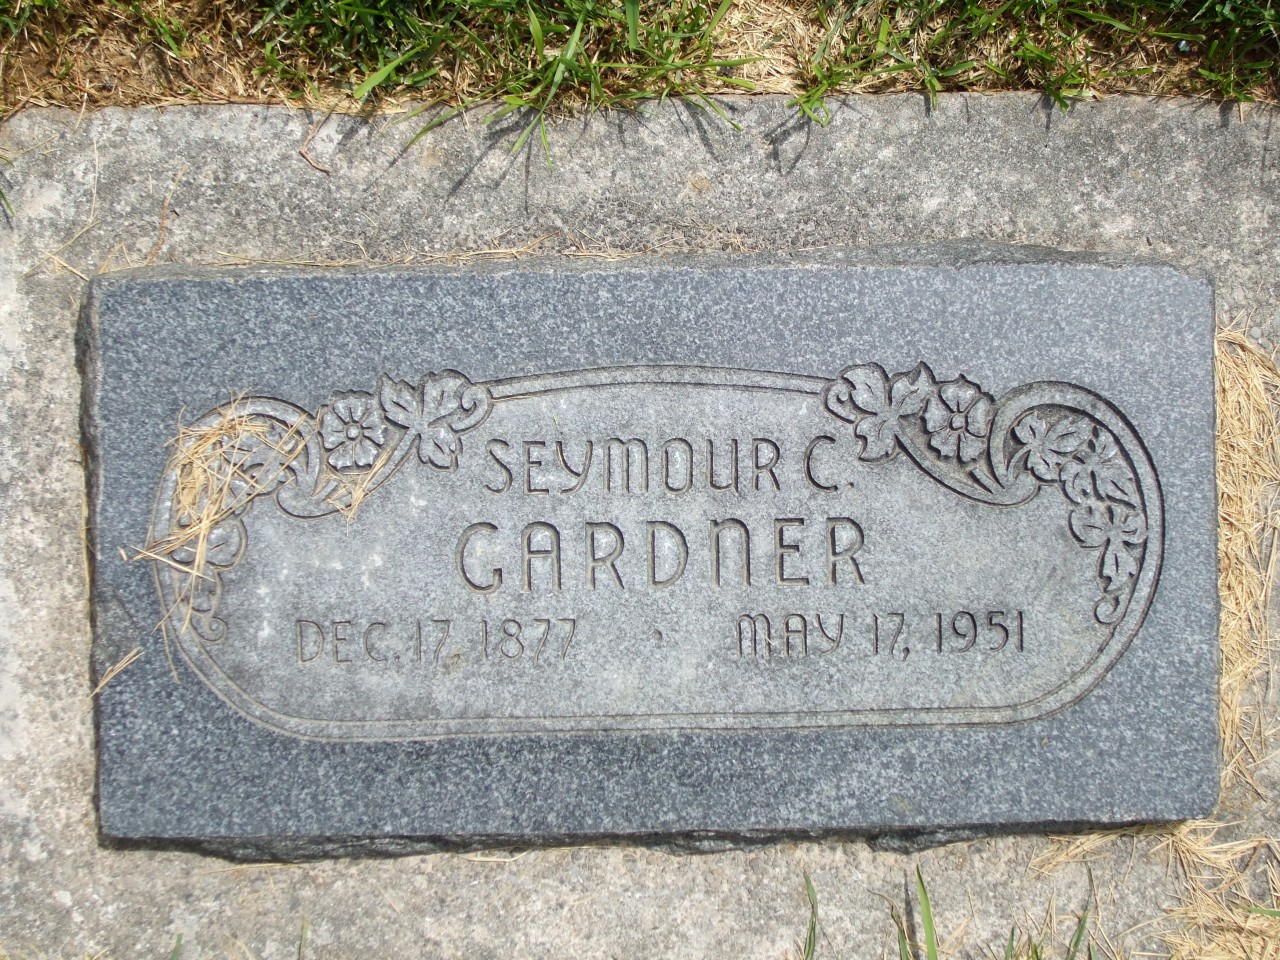 SEYMOUR C.
GARDNER
DEC. 17, 1877 MAY 17, 1951